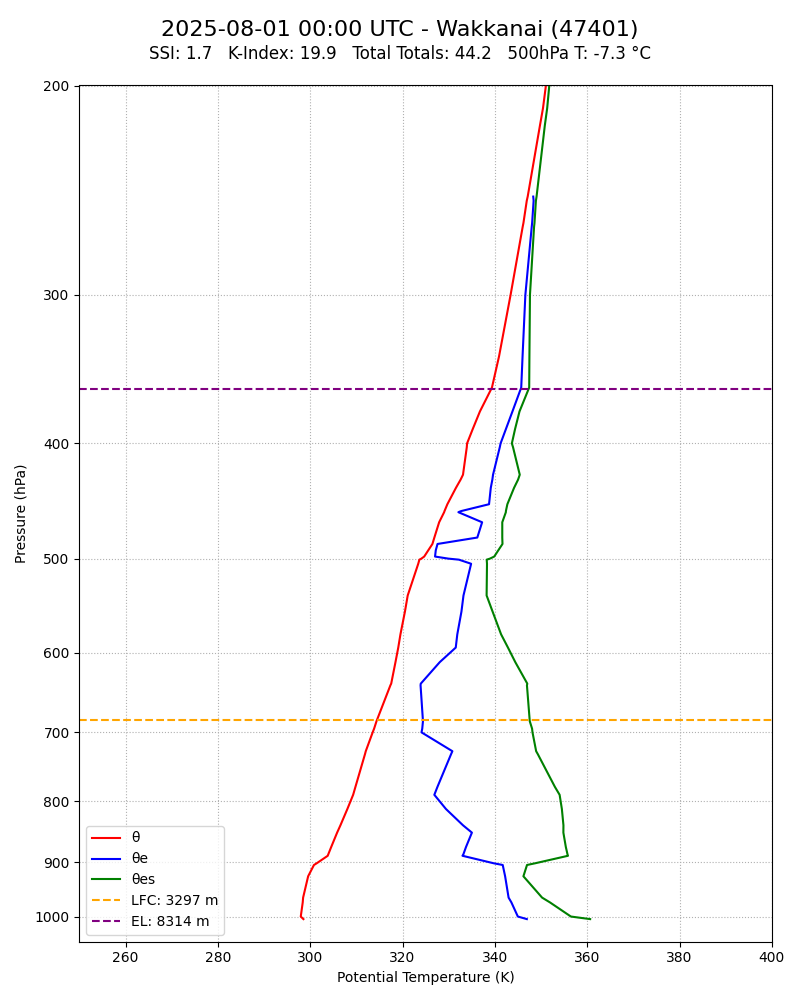 2025-08-01 00:00 UTC - Wakkanai (47401)
SSI: 1.7   K-Index: 19.9   Total Totals: 44.2   500hPa T: -7.3 °C
200
300
400
500
600
700
800
900
1000
Pressure (hPa)
θ
θe
θes
LFC: 3297 m
EL: 8314 m
260
280
300
320
340
360
380
400
Potential Temperature (K)